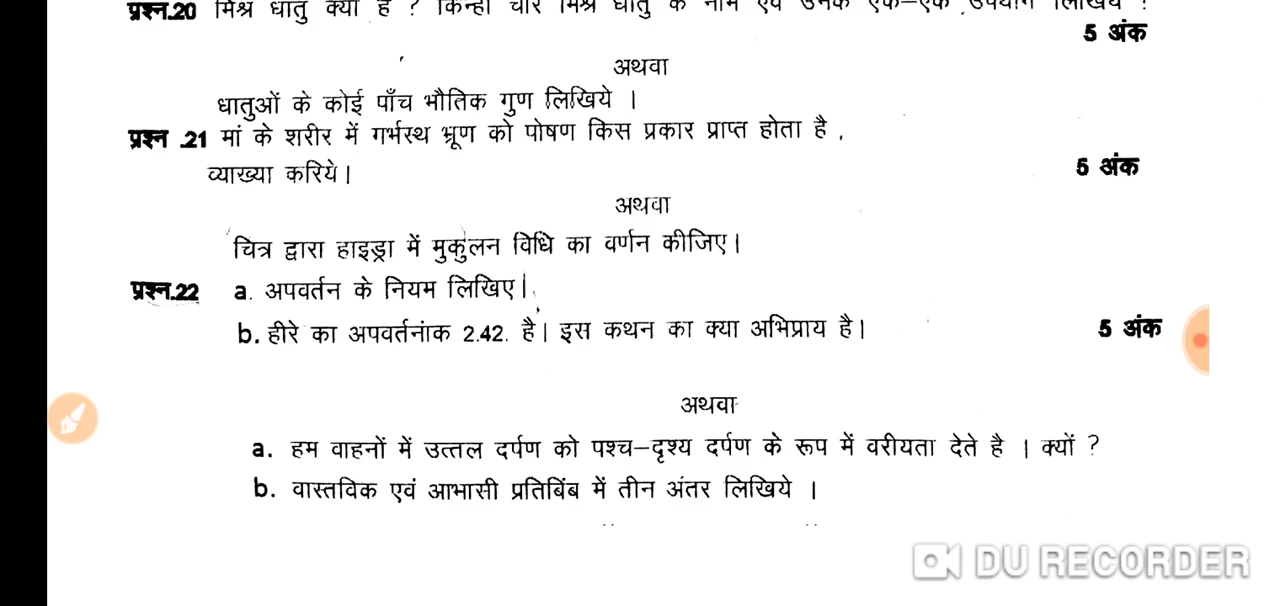 प्रश्न.20 मिश्र धातु क्या है ? किन्हीं चार मिश्र धातु के नाम एवं उनके एक–एक उपयोग लिखिये !
5 अंक
अथवा
धातुओं के कोई पाँच भौतिक गुण लिखिये ।
प्रश्न .21 मां के शरीर में गर्भस्थ भ्रूण को पोषण किस प्रकार प्राप्त होता है ,
व्याख्या करिये। 5 अंक
अथवा
चित्र द्वारा हाइड्रा में मुकुलन विधि का वर्णन कीजिए।
प्रश्न.22 a. अपवर्तन के नियम लिखिए।
b. हीरे का अपवर्तनांक 2.42. है। इस कथन का क्या अभिप्राय है। 5 अंक
अथवा
a. हम वाहनों में उत्तल दर्पण को पश्च–दृश्य दर्पण के रूप में वरीयता देते है । क्यों ?
b. वास्तविक एवं आभासी प्रतिबिंब में तीन अंतर लिखिये ।
DU RECORDER